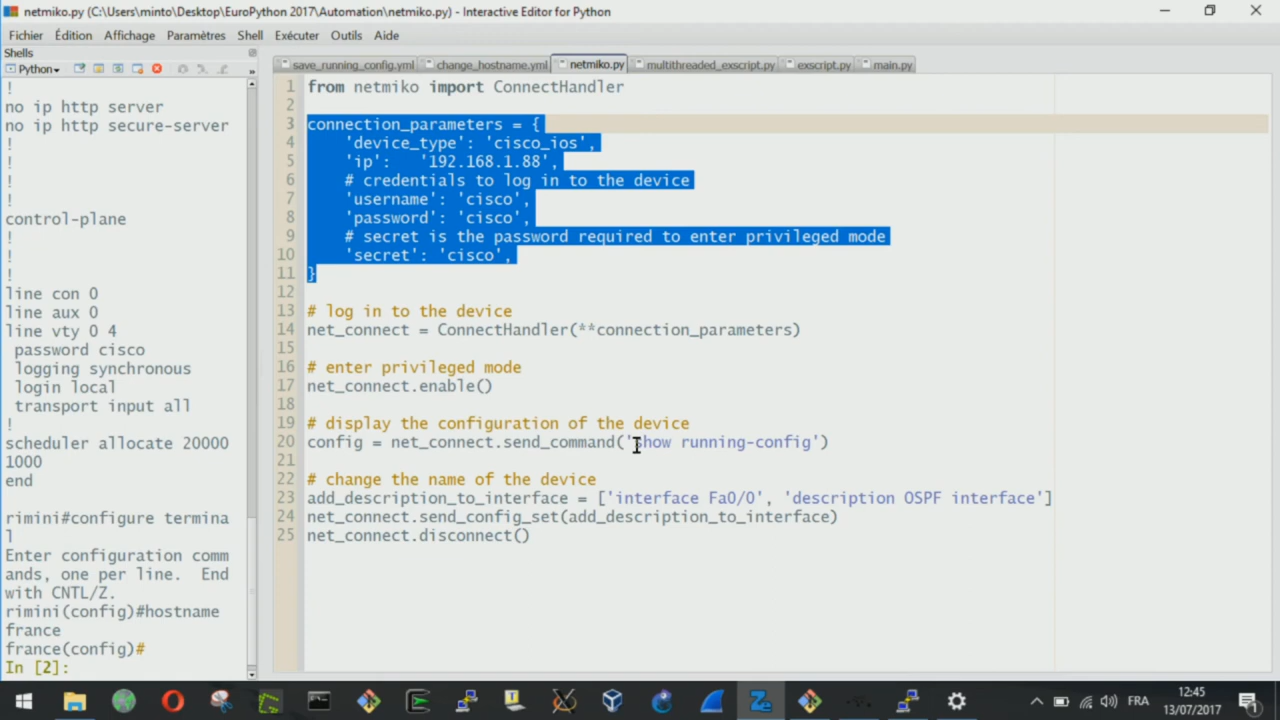 netmiko.py (C:\Users\minto\Desktop\EuroPython 2017\Automation\netmiko.py) - Interactive Editor for Python
Fichier Édition Affichage Paramètres Shell Exécuter Outils Aide
Shells
Python
save_running_config.yml change_hostname.yml netmiko.py multithreaded_exscript.py exscript.py main.py
!
no ip http server
no ip http secure-server
!
!
!
!
control-plane
!
!
!
line con 0
line aux 0
line vty 0 4
password cisco
logging synchronous
login local
transport input all
!
scheduler allocate 20000
1000
end
rimini#configure termina
l
Enter configuration comm
ands, one per line. End
with CNTL/Z.
rimini(config)#hostname
france
france(config)#
In [2]:
1 from netmiko import ConnectHandler
2
3 connection_parameters = {
4 'device_type': 'cisco_ios',
5 'ip': '192.168.1.88',
6 # credentials to log in to the device
7 'username': 'cisco',
8 'password': 'cisco',
9 # secret is the password required to enter privileged mode
10 'secret': 'cisco',
11 }
12
13 # log in to the device
14 net_connect = ConnectHandler(**connection_parameters)
15
16 # enter privileged mode
17 net_connect.enable()
18
19 # display the configuration of the device
20 config = net_connect.send_command('show running-config')
21
22 # change the name of the device
23 add_description_to_interface = ['interface Fa0/0', 'description OSPF interface']
24 net_connect.send_config_set(add_description_to_interface)
25 net_connect.disconnect()
FRA
12:45
13/07/2017
1